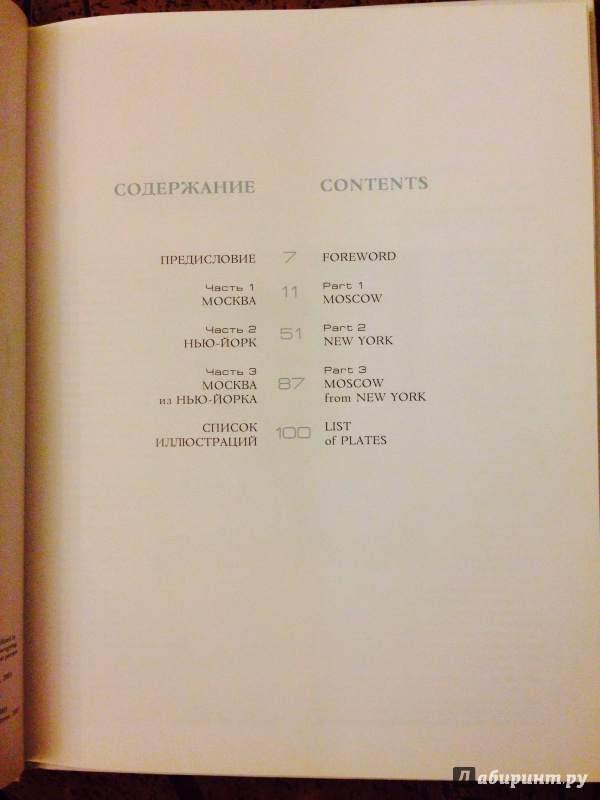 СОДЕРЖАНИЕ CONTENTS
ПРЕДИСЛОВИЕ 7 FOREWORD
Часть 1 Part 1
МОСКВА 11 MOSCOW
Часть 2 Part 2
НЬЮ-ЙОРК 51 NEW YORK
Часть 3 Part 3
МОСКВА 87 MOSCOW
из НЬЮ-ЙОРКА from NEW YORK
СПИСОК 100 LIST
ИЛЛЮСТРАЦИЙ of PLATES
Лабиринт.ру